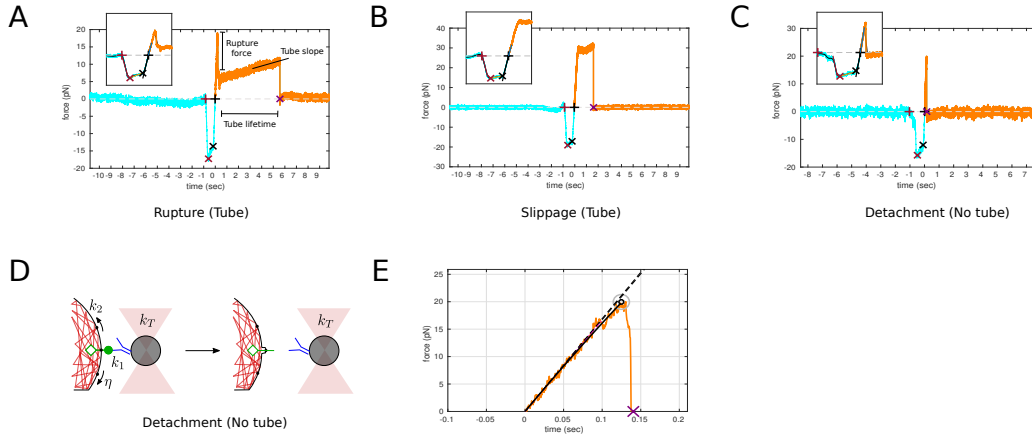 A
B
C
20
15
10
5
0
-5
-10
-15
-20
force (pN)
Rupture
force
Tube slope
Tube lifetime
-10 -9 -8 -7 -6 -5 -4 -3 -2 -1 0 1 2 3 4 5 6 7 8 9
time (sec)
Rupture (Tube)
50
40
30
20
10
0
-10
-20
-30
force (pN)
-10 -9 -8 -7 -6 -5 -4 -3 -2 -1 0 1 2 3 4 5 6 7 8 9
time (sec)
Slippage (Tube)
30
20
10
0
-10
-20
force (pN)
-8 -7 -6 -5 -4 -3 -2 -1 0 1 2 3 4 5 6 7
time (sec)
Detachment (No tube)
D
k2
kT
k1
η
kT
Detachment (No tube)
E
25
20
15
10
5
0
force (pN)
-0.1 -0.05 0 0.05 0.1 0.15 0.2
time (sec)